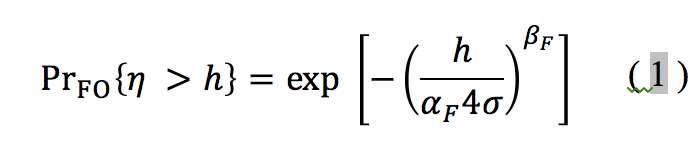 Pr_FO{η > h} = exp [−(h / α_F 4σ)^β_F] (1)